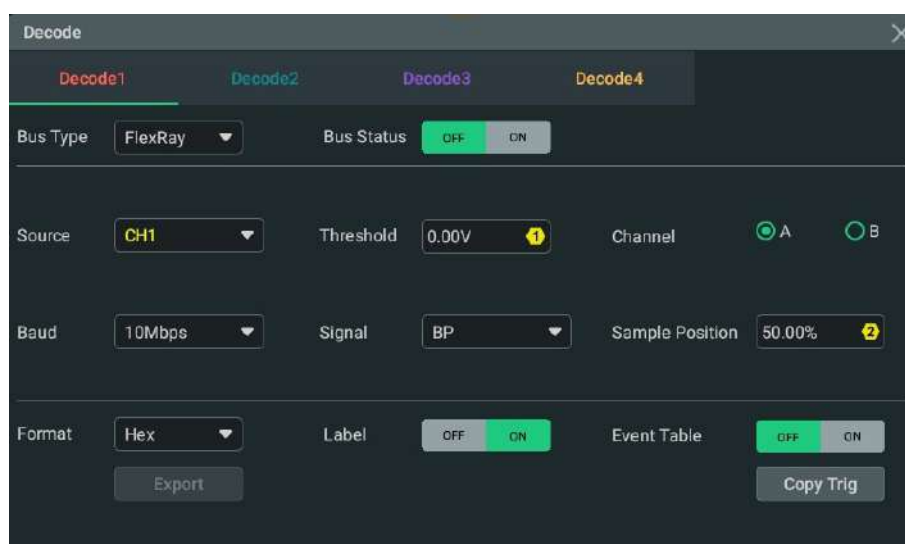 Decode
Decode1 Decode2 Decode3 Decode4
Bus Type FlexRay Bus Status OFF ON
Source CH1 Threshold 0.00V 1 Channel A B
Baud 10Mbps Signal BP Sample Position 50.00% 2
Format Hex Label OFF ON Event Table OFF ON
Export Copy Trig